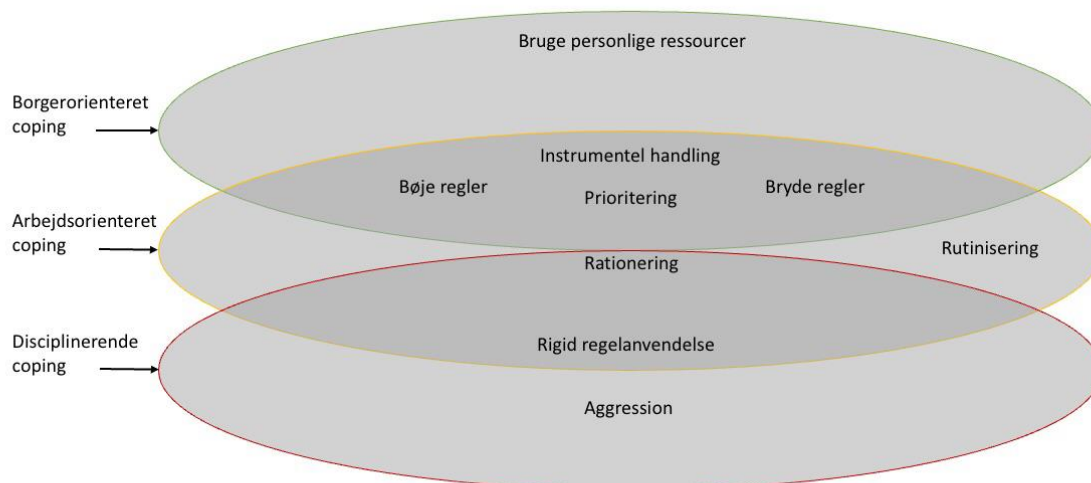 Bruge personlige ressourcer
Borgerorienteret
coping
Instrumentel handling
Bøje regler
Bryde regler
Prioritering
Arbejdsorienteret
coping
Rutinisering
Rationering
Disciplinerende
coping
Rigid regelanvendelse
Aggression